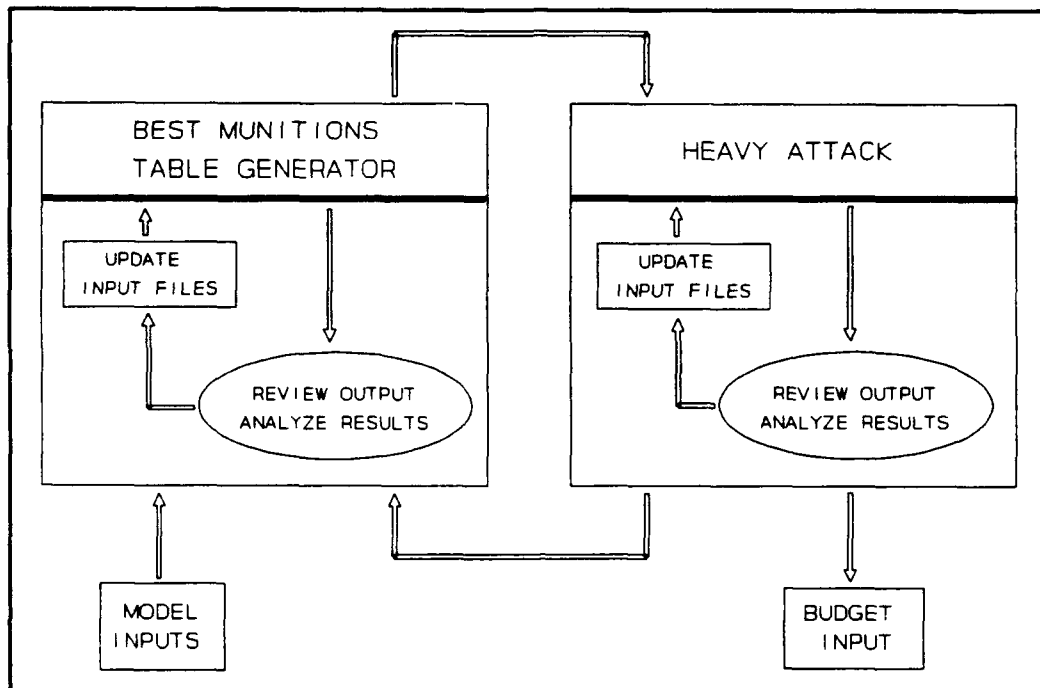 BEST MUNITIONS
TABLE GENERATOR
HEAVY ATTACK
UPDATE
INPUT FILES
UPDATE
INPUT FILES
REVIEW OUTPUT
ANALYZE RESULTS
REVIEW OUTPUT
ANALYZE RESULTS
MODEL
INPUTS
BUDGET
INPUT